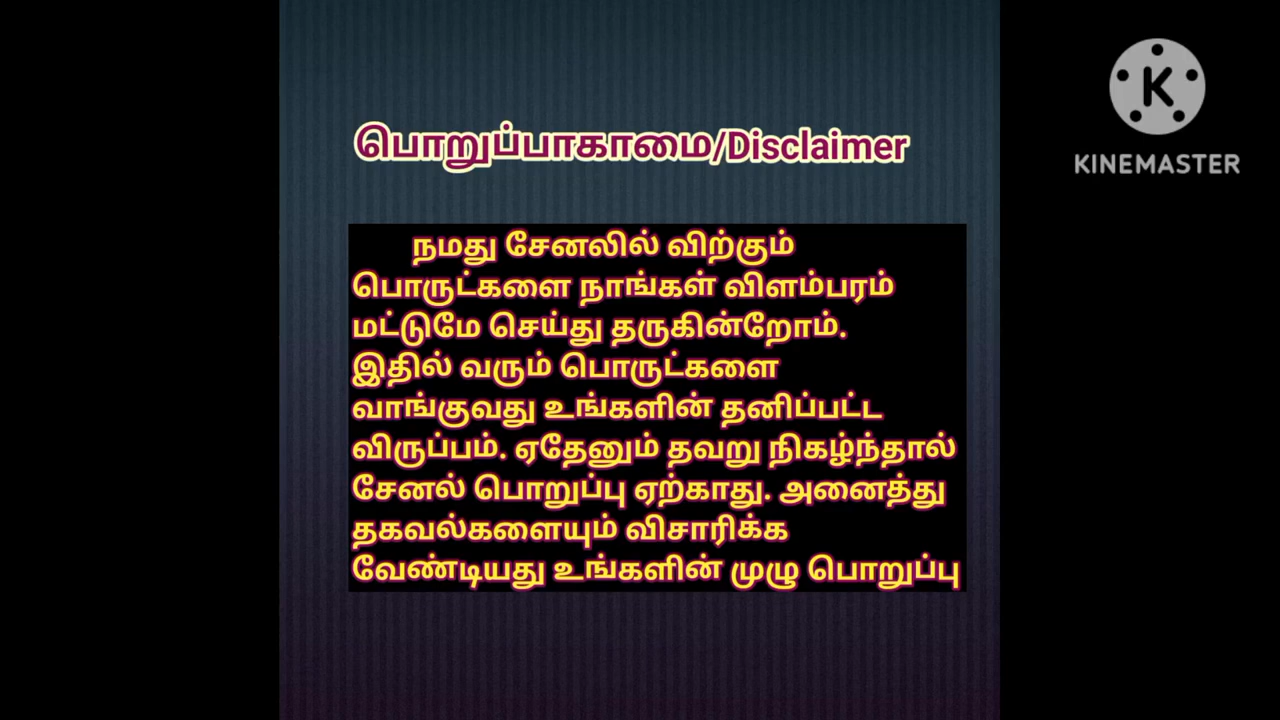 பொறுப்பாகாமை/Disclaimer
நமது சேனலில் விற்கும்
பொருட்களை நாங்கள் விளம்பரம்
மட்டுமே செய்து தருகின்றோம்.
இதில் வரும் பொருட்களை
வாங்குவது உங்களின் தனிப்பட்ட
விருப்பம். ஏதேனும் தவறு நிகழ்ந்தால்
சேனல் பொறுப்பு ஏற்காது. அனைத்து
தகவல்களையும் விசாரிக்க
வேண்டியது உங்களின் முழு பொறுப்பு
K
KINEMASTER